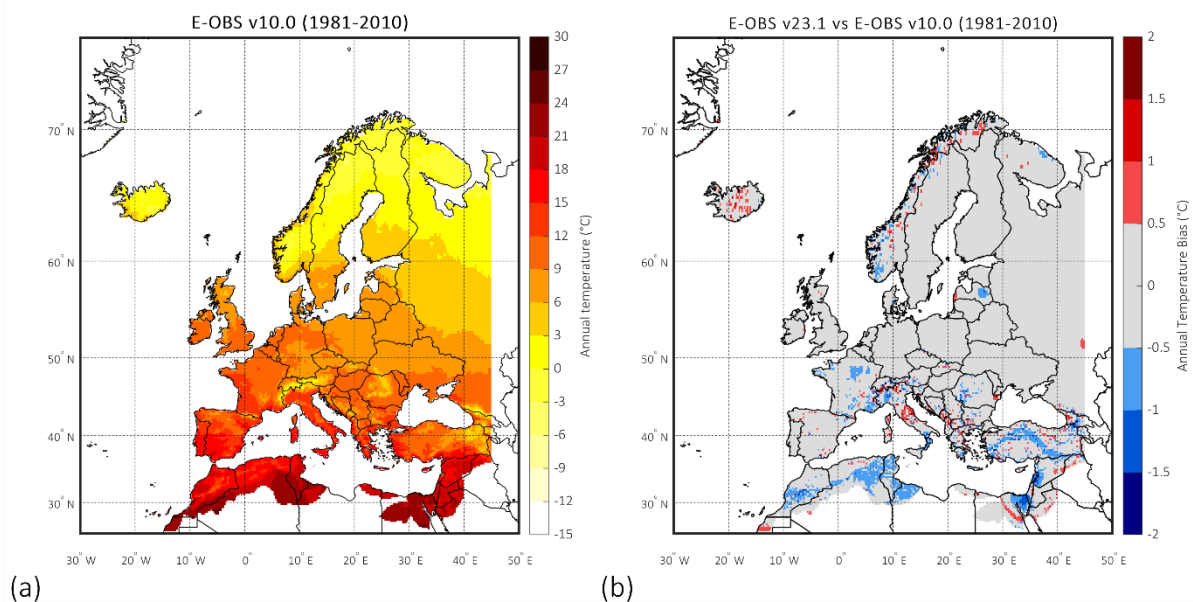 E-OBS v10.0 (1981-2010)
30
27
24
21
18
15
12
9
6
3
0
-3
-6
-9
-12
-15
Annual temperature (°C)
70° N
60° N
50° N
40° N
30° N
30° W
20° W
10° W
0°
10° E
20° E
30° E
40° E
50 E
(a)
E-OBS v23.1 vs E-OBS v10.0 (1981-2010)
2
1.5
1
0.5
0
-0.5
-1
-1.5
-2
Annual Temperature Bias (°C)
70° N
60° N
50° N
40° N
30° N
30° W
20° W
10° W
0°
10° E
20° E
30° E
40° E
50 E
(b)